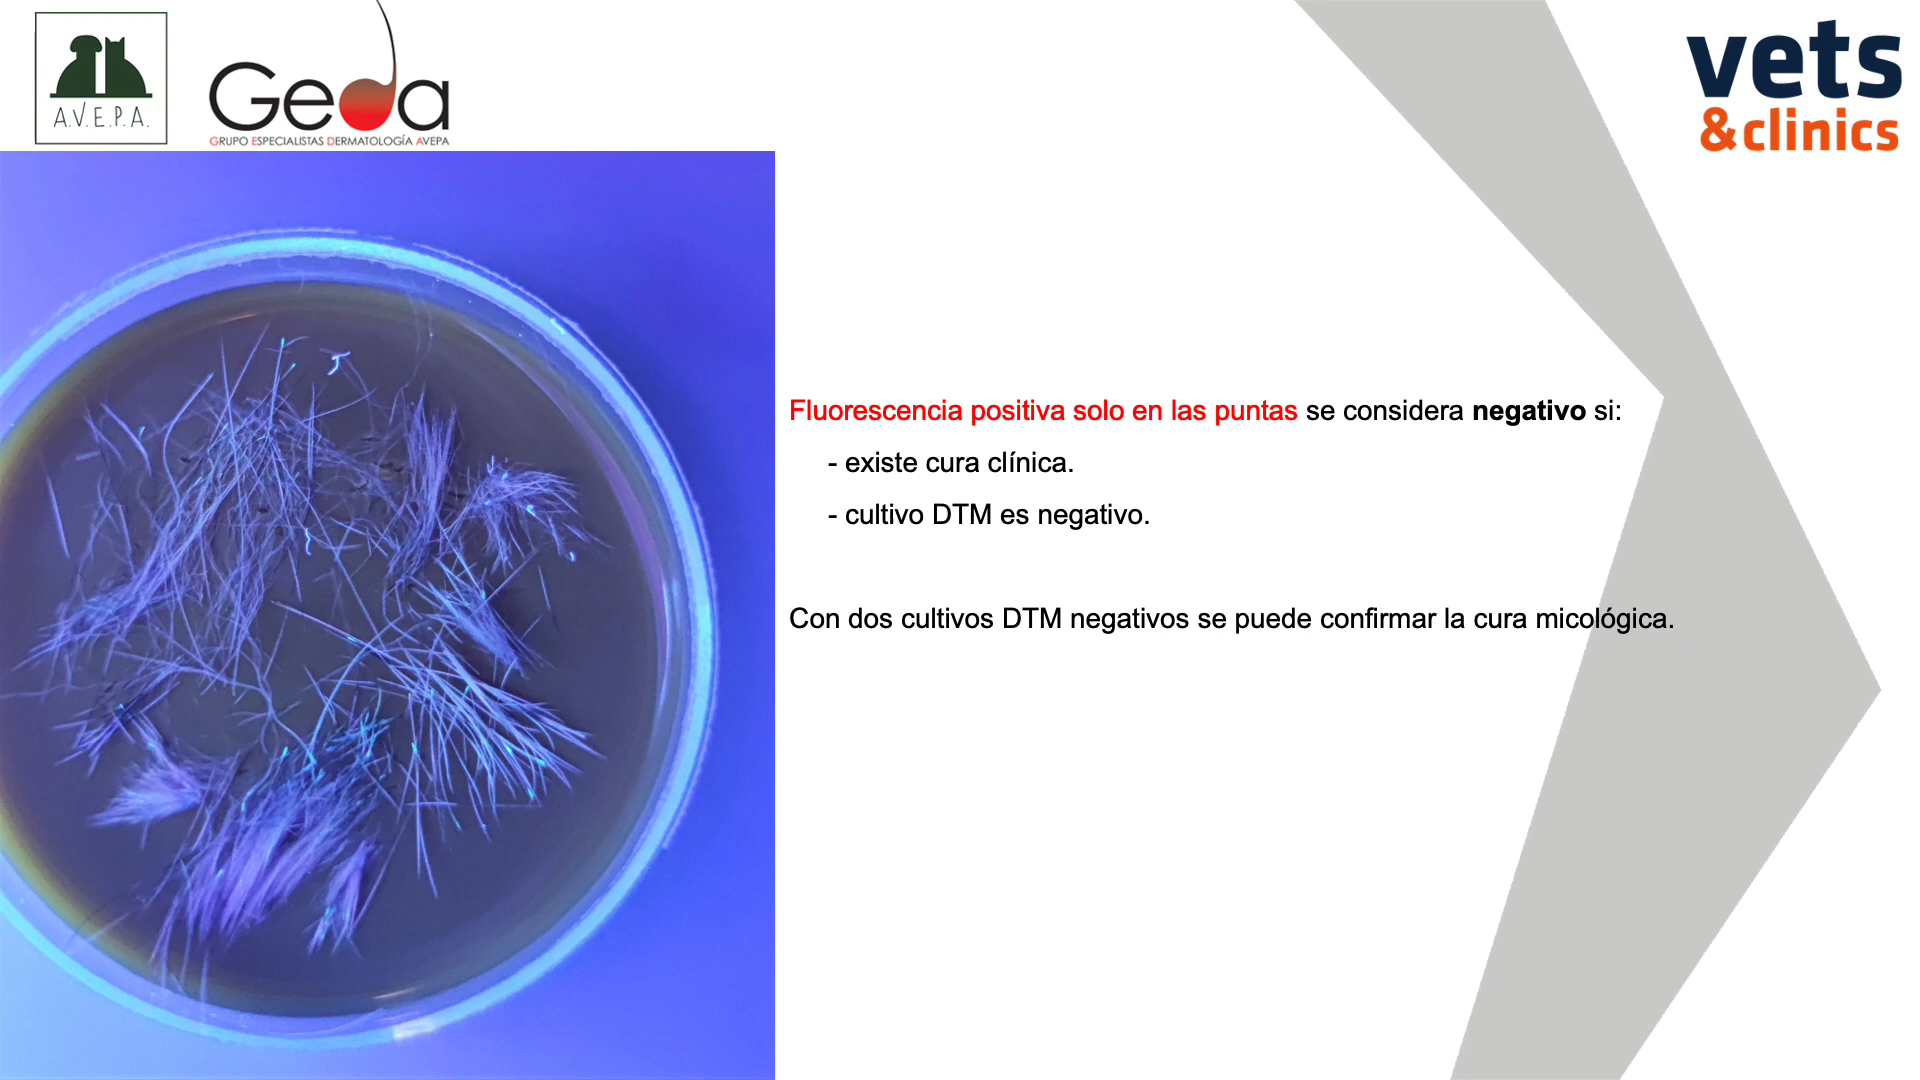 A.V.E.P.A.
Geda
GRUPO ESPECIALISTAS DERMATOLOGÍA AVEPA
vets
&clinics
Fluorescencia positiva solo en las puntas se considera negativo si:
- existe cura clínica.
- cultivo DTM es negativo.
Con dos cultivos DTM negativos se puede confirmar la cura micológica.